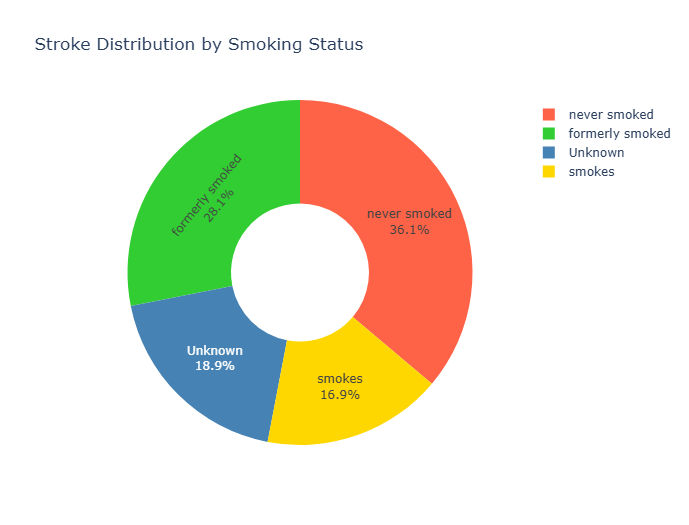 Stroke Distribution by Smoking Status
never smoked
36.1%
formerly smoked
28.1%
Unknown
18.9%
smokes
16.9%
never smoked
formerly smoked
Unknown
smokes